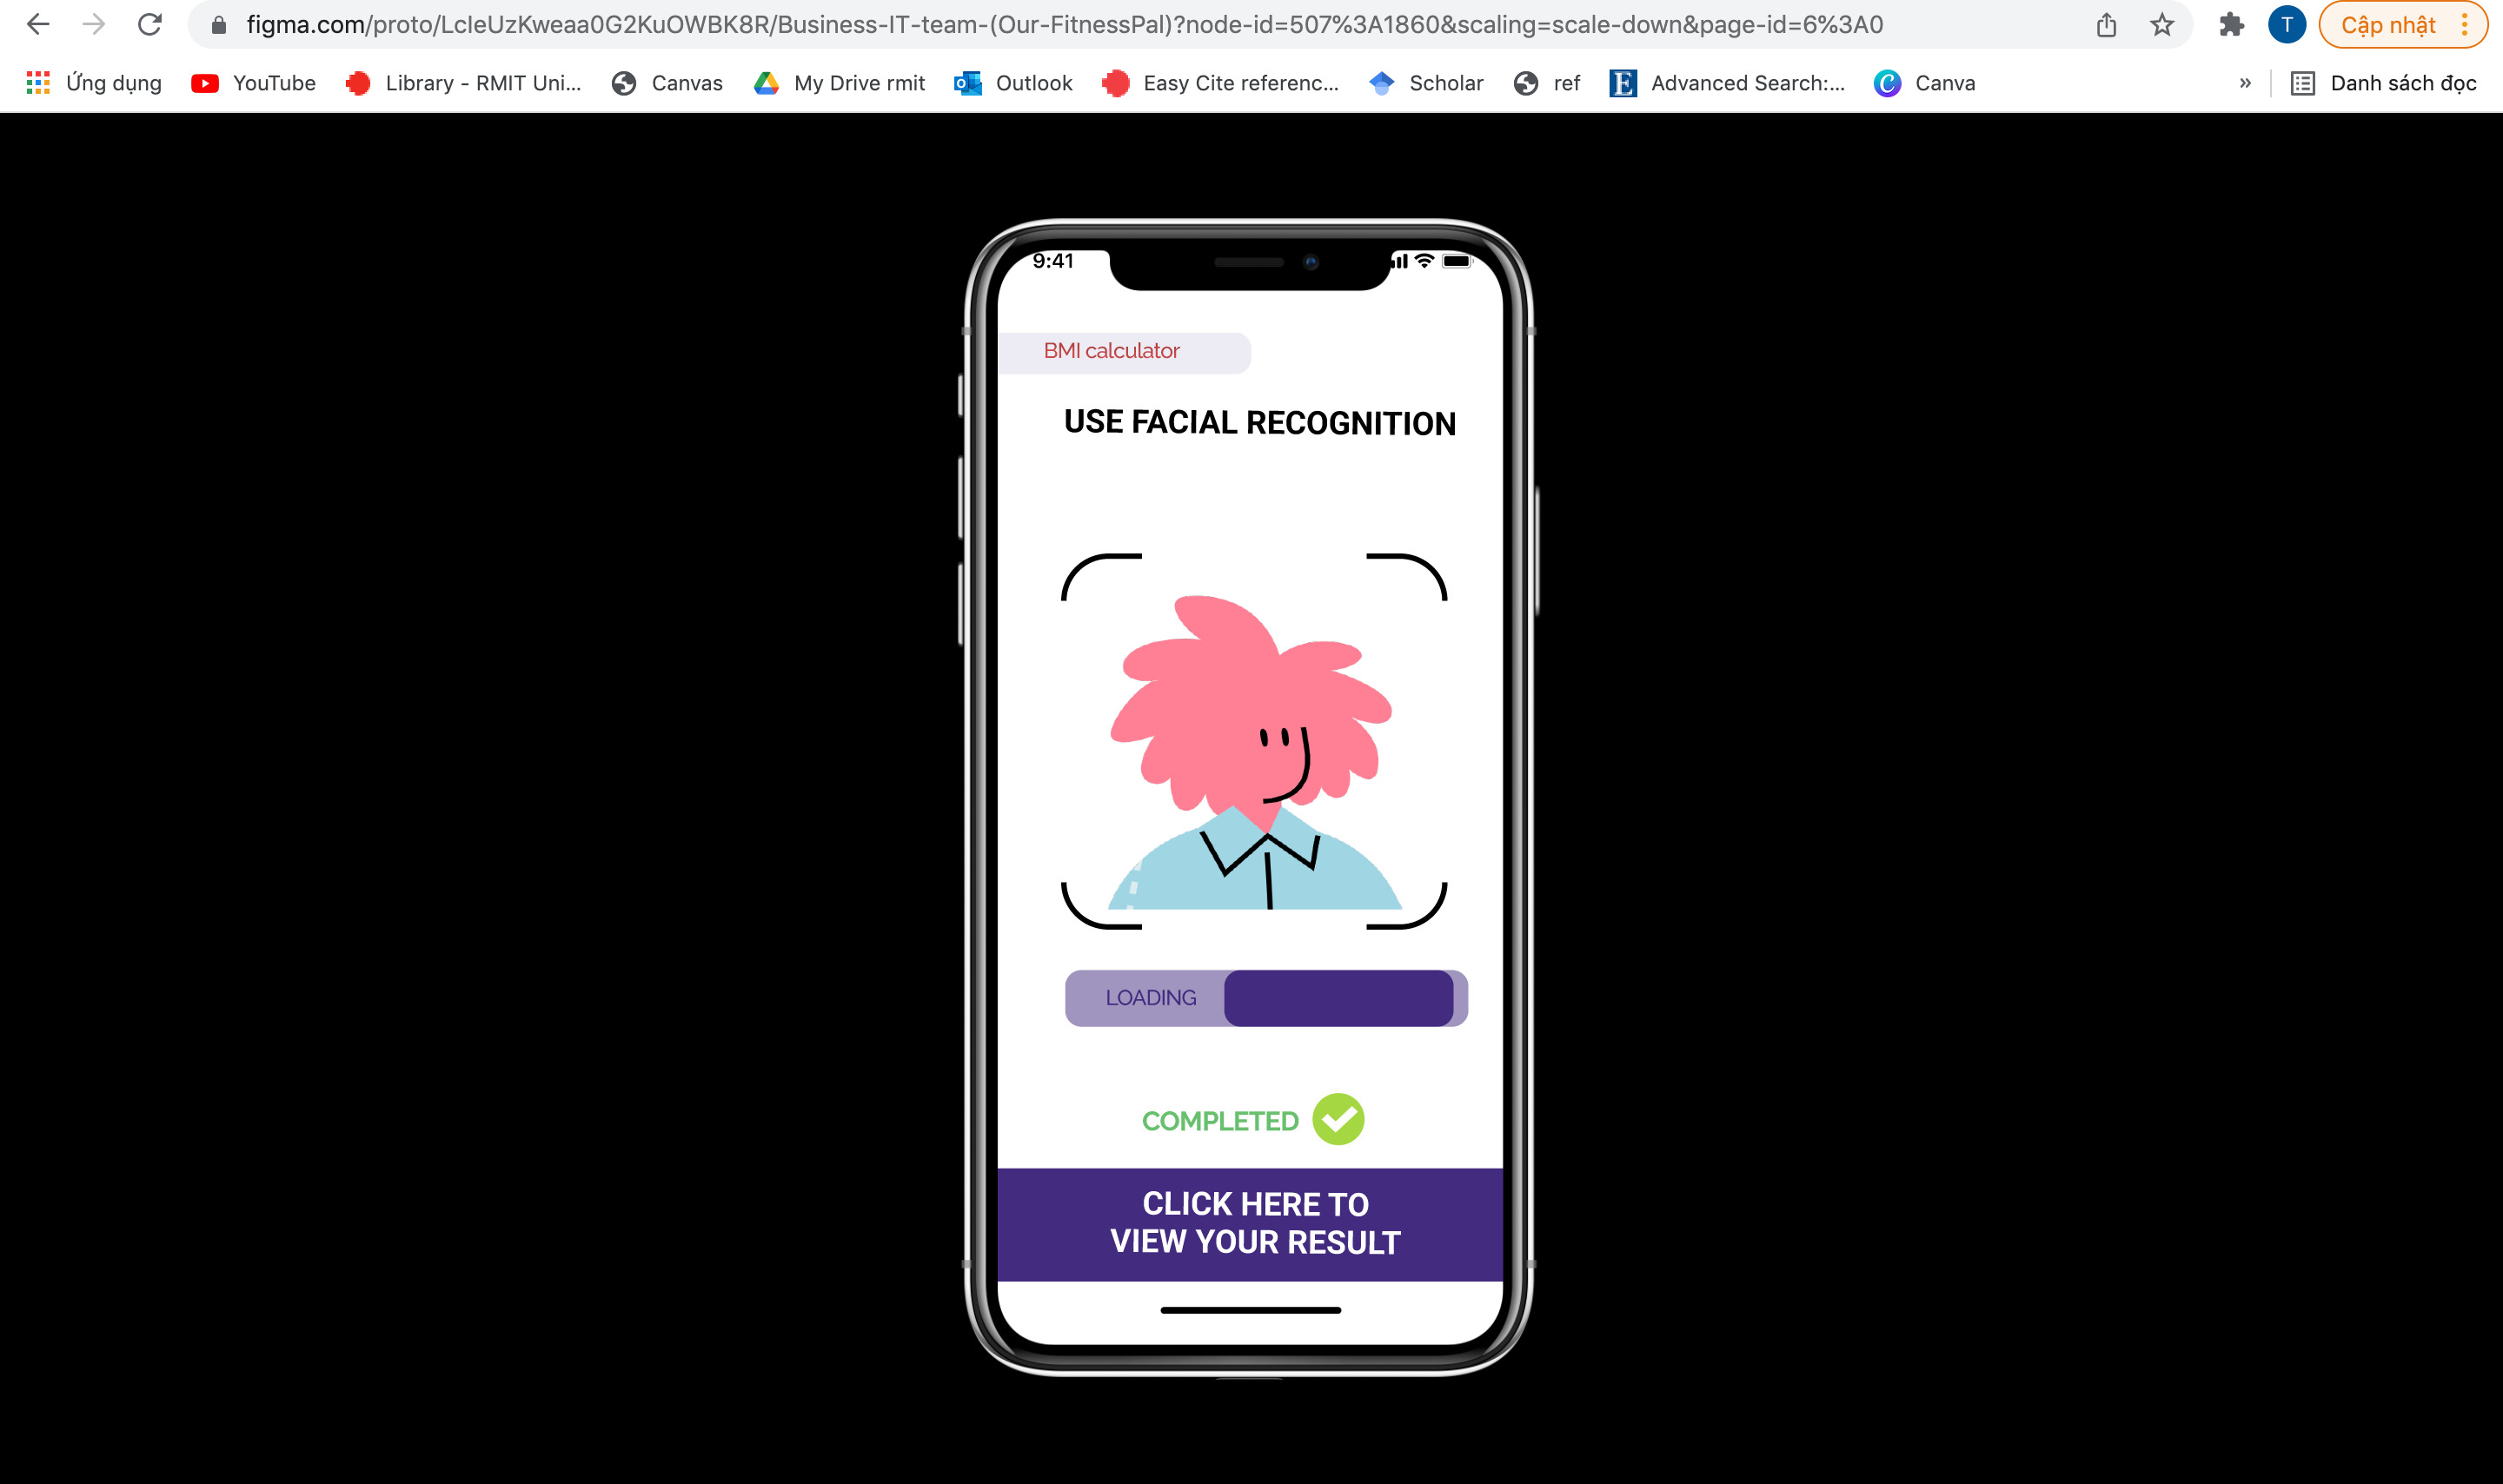 figma.com/proto/LcIeUzKweaa0G2KuOWBK8R/Business-IT-team-(Our-FitnessPal)?node-id=507%3A1860&scaling=scale-down&page-id=6%3A0
T
Cập nhật
Ứng dụng
YouTube
Library - RMIT Uni...
Canvas
My Drive rmit
Outlook
Easy Cite referenc...
Scholar
ref
E
Advanced Search:...
Canva
»
Danh sách đọc
9:41
BMI calculator
USE FACIAL RECOGNITION
LOADING
COMPLETED
CLICK HERE TO
VIEW YOUR RESULT